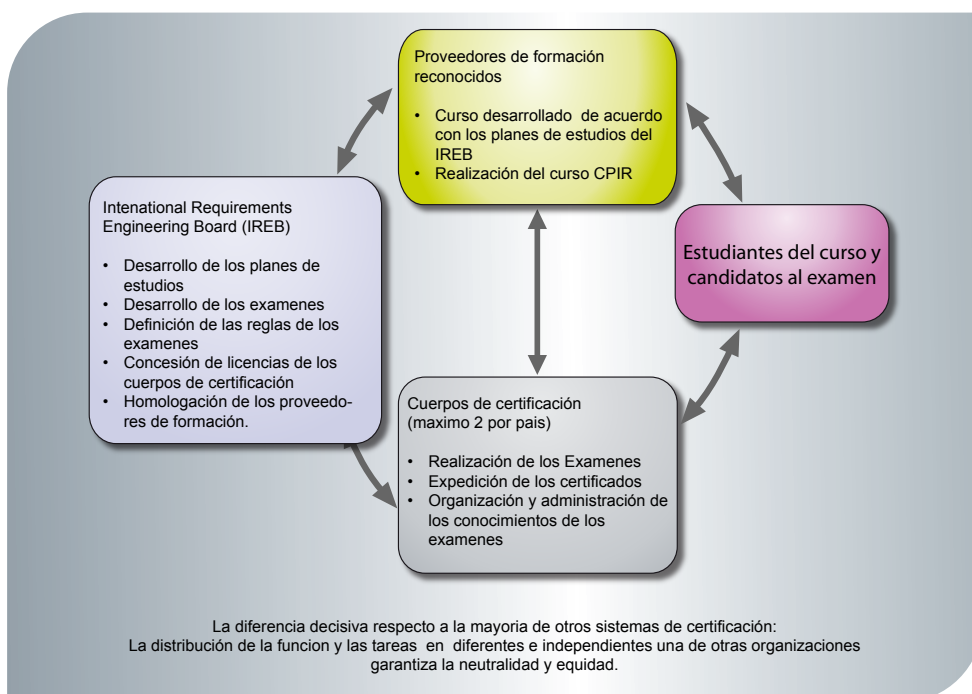 Proveedores de formación
reconocidos
• Curso desarrollado de acuerdo
con los planes de estudios del
IREB
• Realización del curso CPIR
Intenational Requirements
Engineering Board (IREB)
• Desarrollo de los planes de
estudios
• Desarrollo de los examenes
• Definición de las reglas de los
examenes
• Concesión de licencias de los
cuerpos de certificación
• Homologación de los proveedo-
res de formación.
Estudiantes del curso y
candidatos al examen
Cuerpos de certificación
(maximo 2 por pais)
• Realización de los Examenes
• Expedición de los certificados
• Organización y administración de
los conocimientos de los
examenes
La diferencia decisiva respecto a la mayoria de otros sistemas de certificación:
La distribución de la funcion y las tareas en diferentes e independientes una de otras organizaciones
garantiza la neutralidad y equidad.